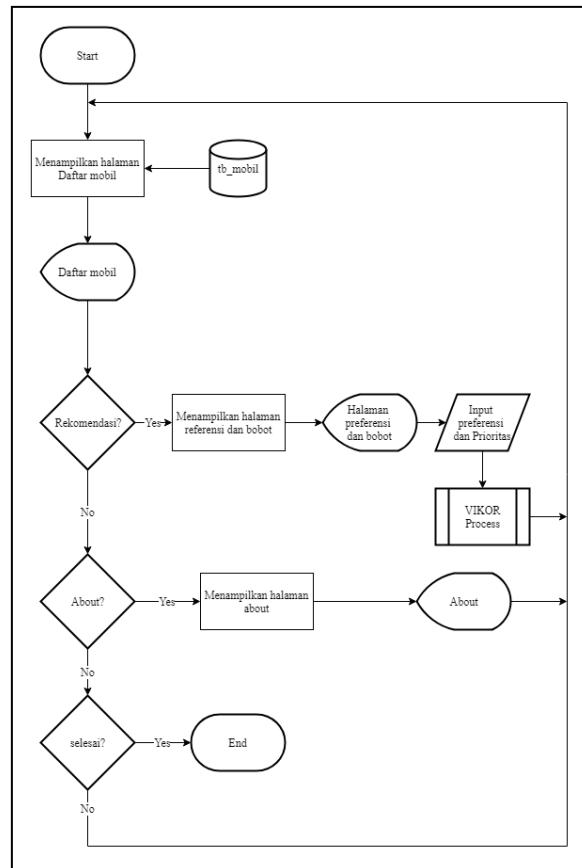 Start
Menampilkan halaman
Daftar mobil
tb_mobil
Daftar mobil
Rekomendasi?
Yes
Menampilkan halaman
referensi dan bobot
Halaman
preferensi
dan bobot
Input
preferensi
dan Prioritas
VIKOR
Process
No
About?
Yes
Menampilkan halaman
about
About
No
selesai?
Yes
End
No